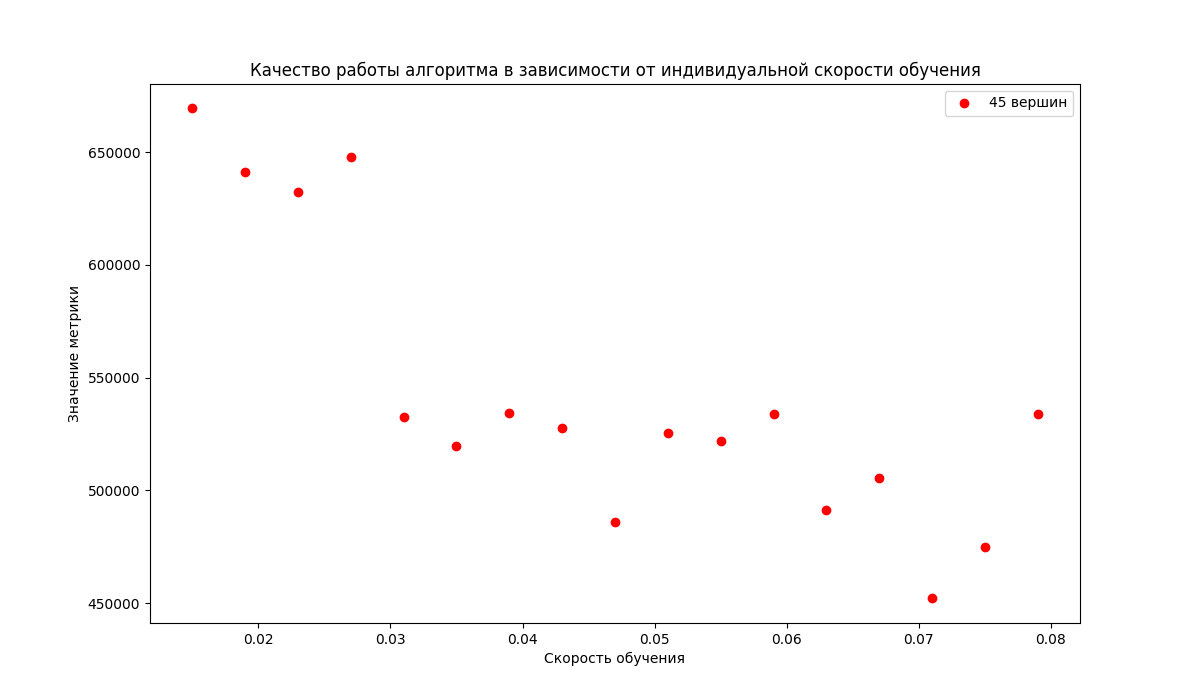 Качество работы алгоритма в зависимости от индивидуальной скорости обучения
45 вершин
Значение метрики
650000
600000
550000
500000
450000
0.02 0.03 0.04 0.05 0.06 0.07 0.08
Скорость обучения